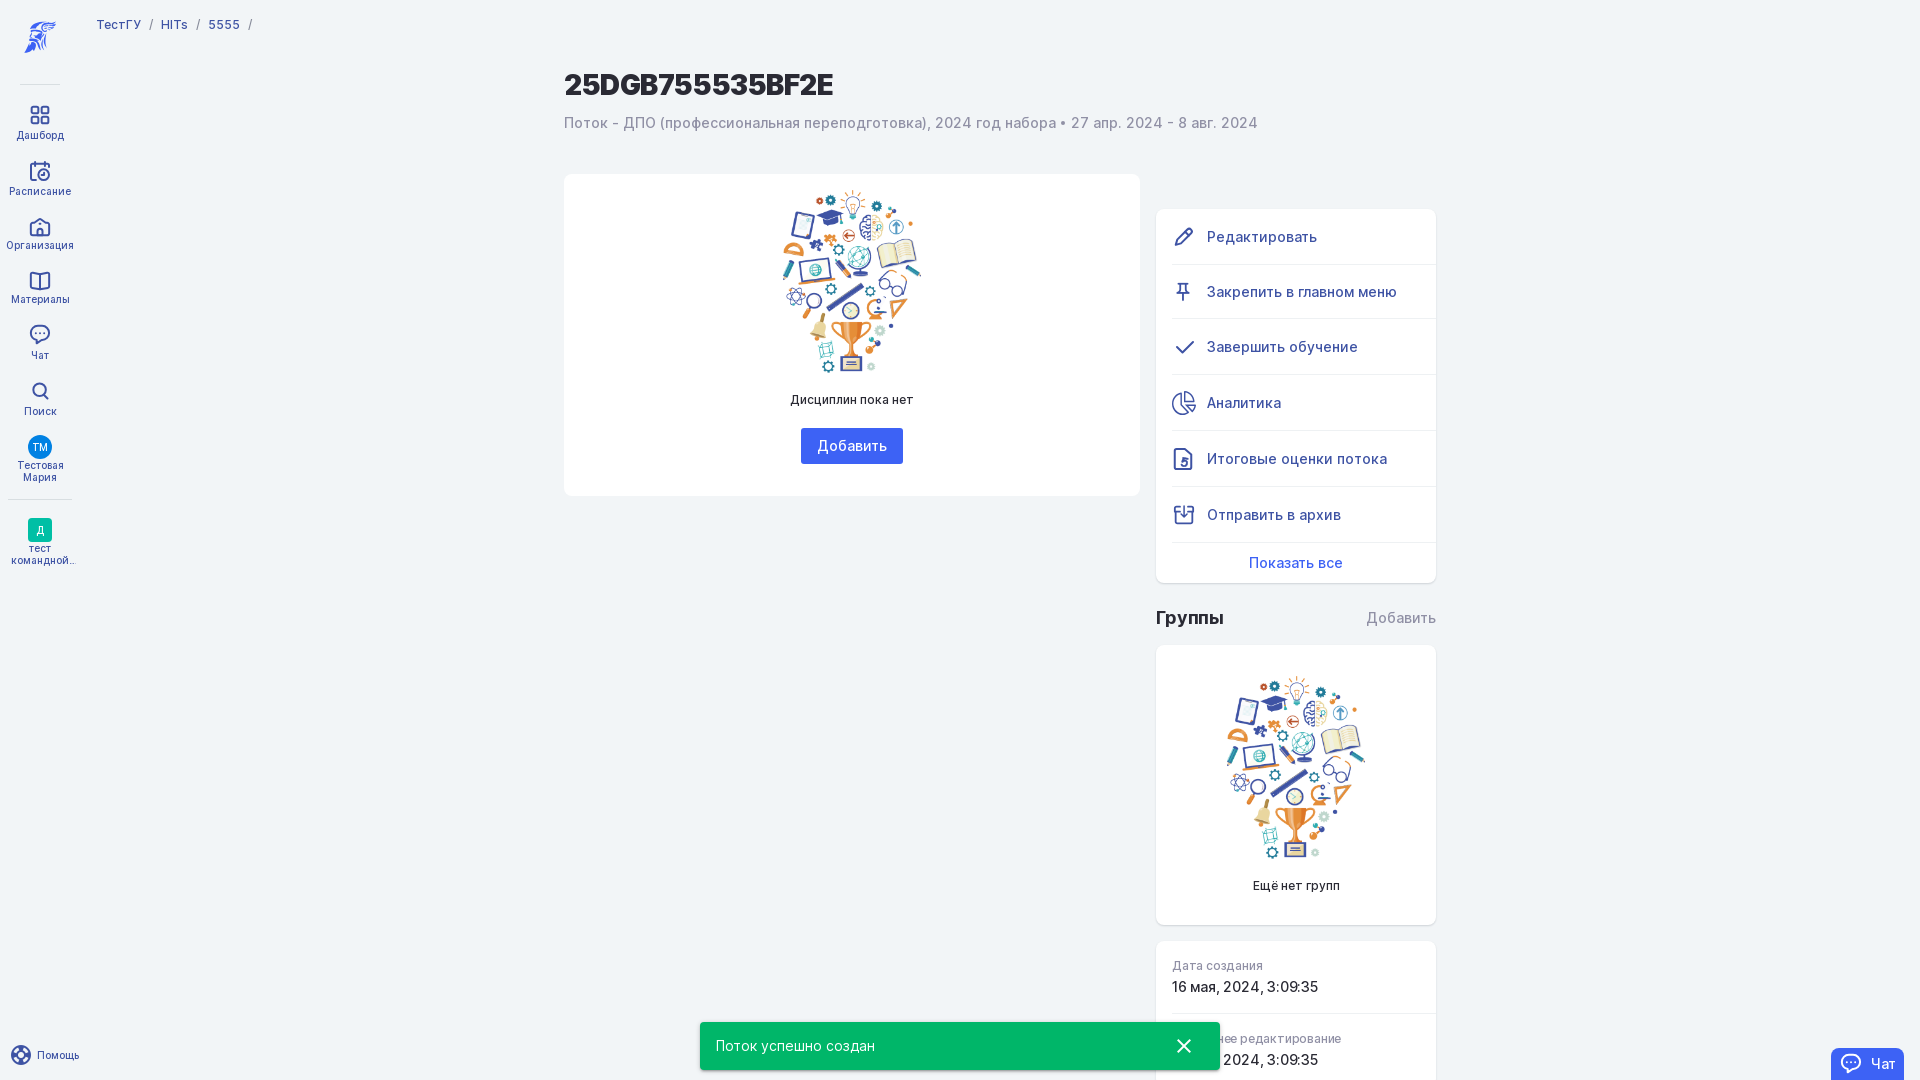 ТестГУ / HITs / 5555 /
Дашборд
Расписание
Организация
Материалы
Чат
Поиск
ТМ
Тестовая
Мария
Д
тест
командной...
Помощь
25DGB755535BF2E
Поток - ДПО (профессиональная переподготовка), 2024 год набора • 27 апр. 2024 - 8 авг. 2024
Дисциплин пока нет
Добавить
Редактировать
Закрепить в главном меню
Завершить обучение
Аналитика
Итоговые оценки потока
Отправить в архив
Показать все
Группы
Добавить
Ещё нет групп
Дата создания
16 мая, 2024, 3:09:35
редактирование
2024, 3:09:35
Поток успешно создан
Чат